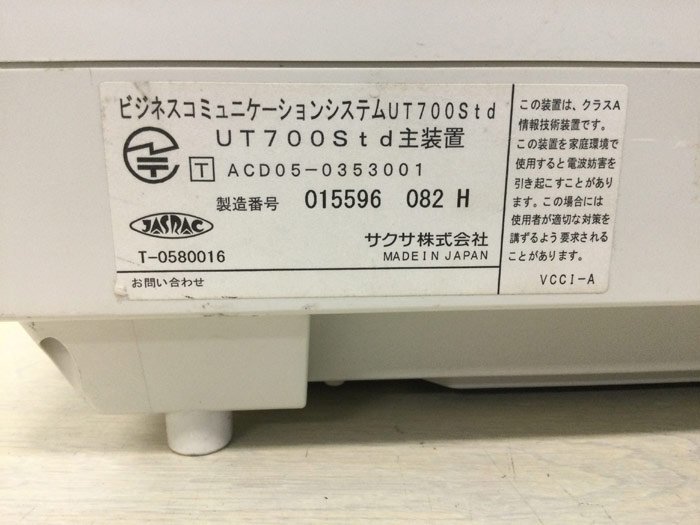 ビジネスコミュニケーションシステムUT700Std
UT700Std主装置
T ACD05-0353001
製造番号 015596 082 H
JASRAC
サクサ株式会社
T-0580016
MADE IN JAPAN
お問い合わせ
この装置は、クラスA
情報技術装置です。
この装置を家庭環境で
使用すると電波妨害を
引き起こすことがあり
ます。この場合には
使用者が適切な対策を
講ずるよう要求される
ことがあります。
VCCI-A